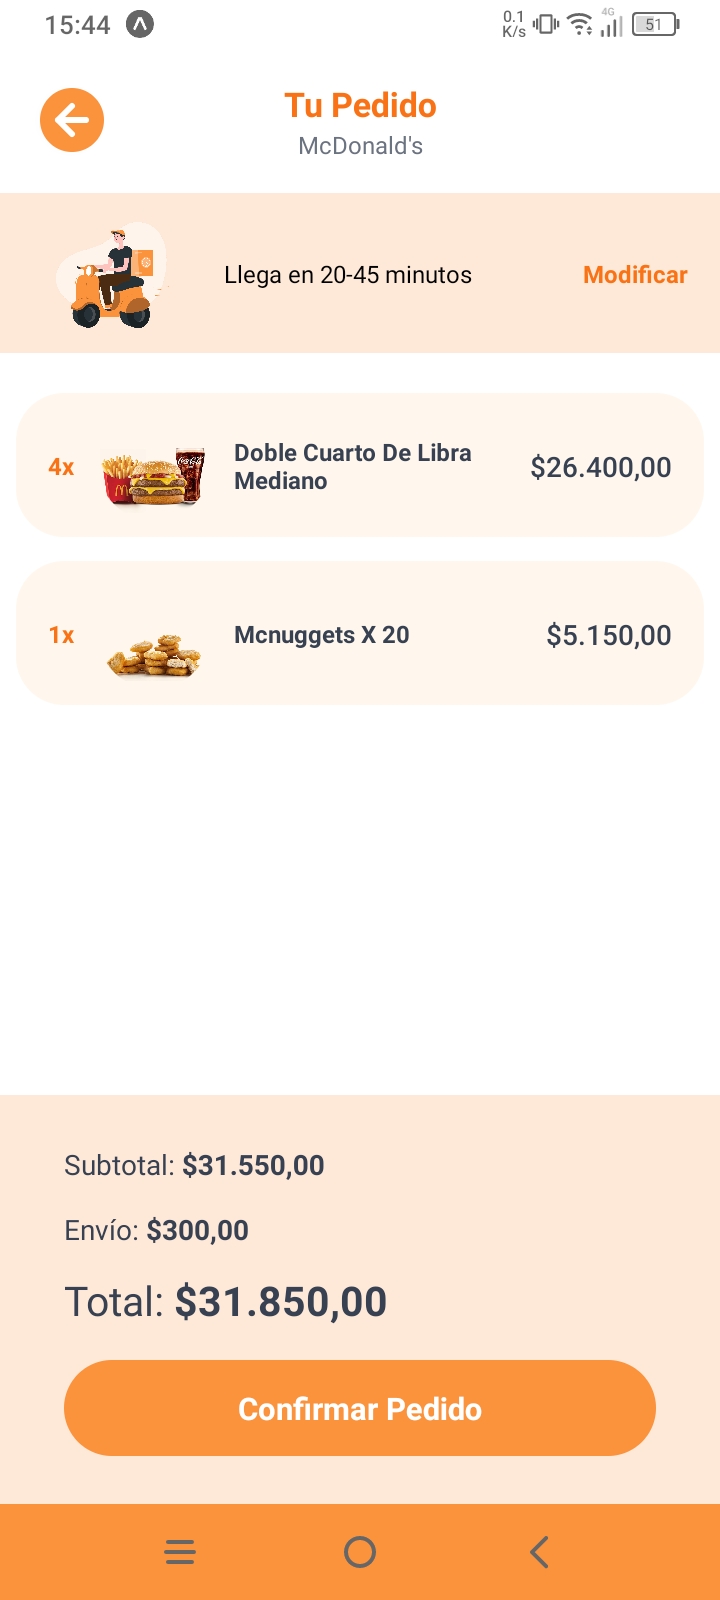 15:44
0.1
K/s
4G
51
Tu Pedido
McDonald's
Llega en 20-45 minutos
Modificar
4x
Coca-Cola
Doble Cuarto De Libra
Mediano
$26.400,00
1x
Mcnuggets X 20
$5.150,00
Subtotal: $31.550,00
Envío: $300,00
Total: $31.850,00
Confirmar Pedido